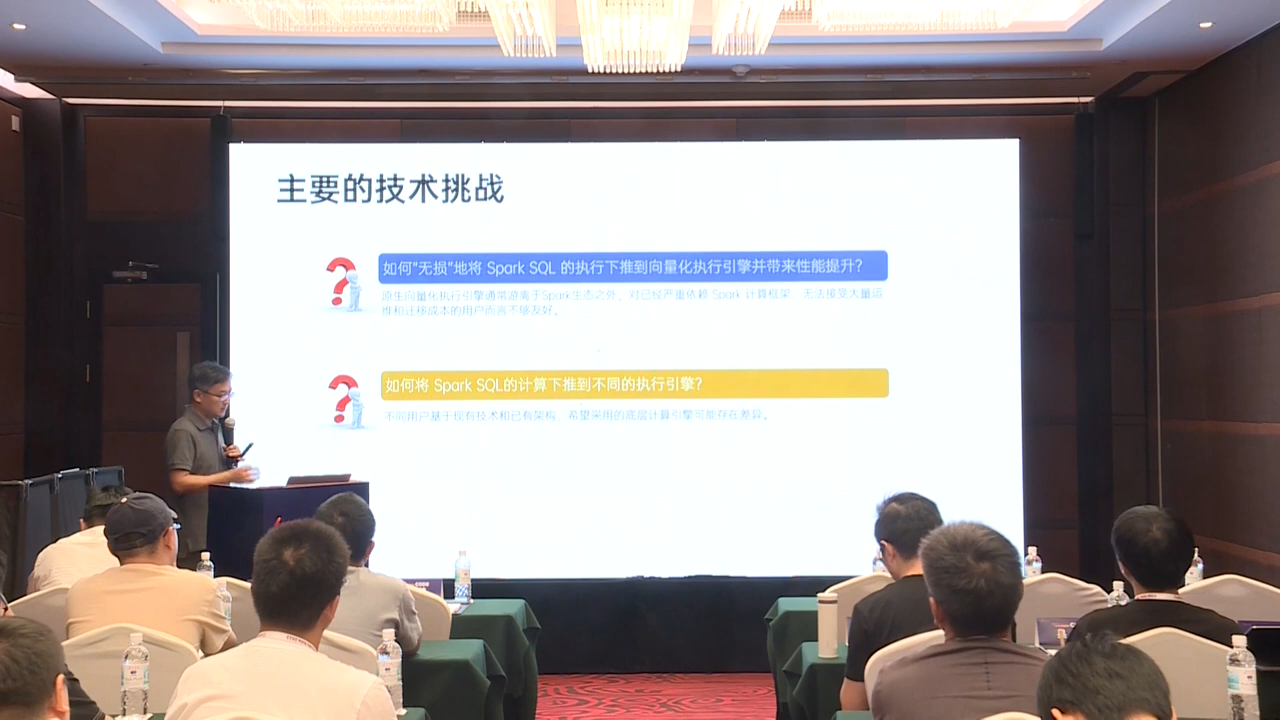 主要的技术挑战
如何"无损"地将 Spark SQL 的执行下推到向量化执行引擎并带来性能提升?
原生向量化执行引擎通常游离于Spark生态之外，对已经严重依赖 Spark 计算框架、无法接受大量运
维和迁移成本的用户而言不够友好。
如何将 Spark SQL的计算下推到不同的执行引擎?
不同用户基于现有技术和已有架构，希望采用的底层计算引擎可能存在差异。